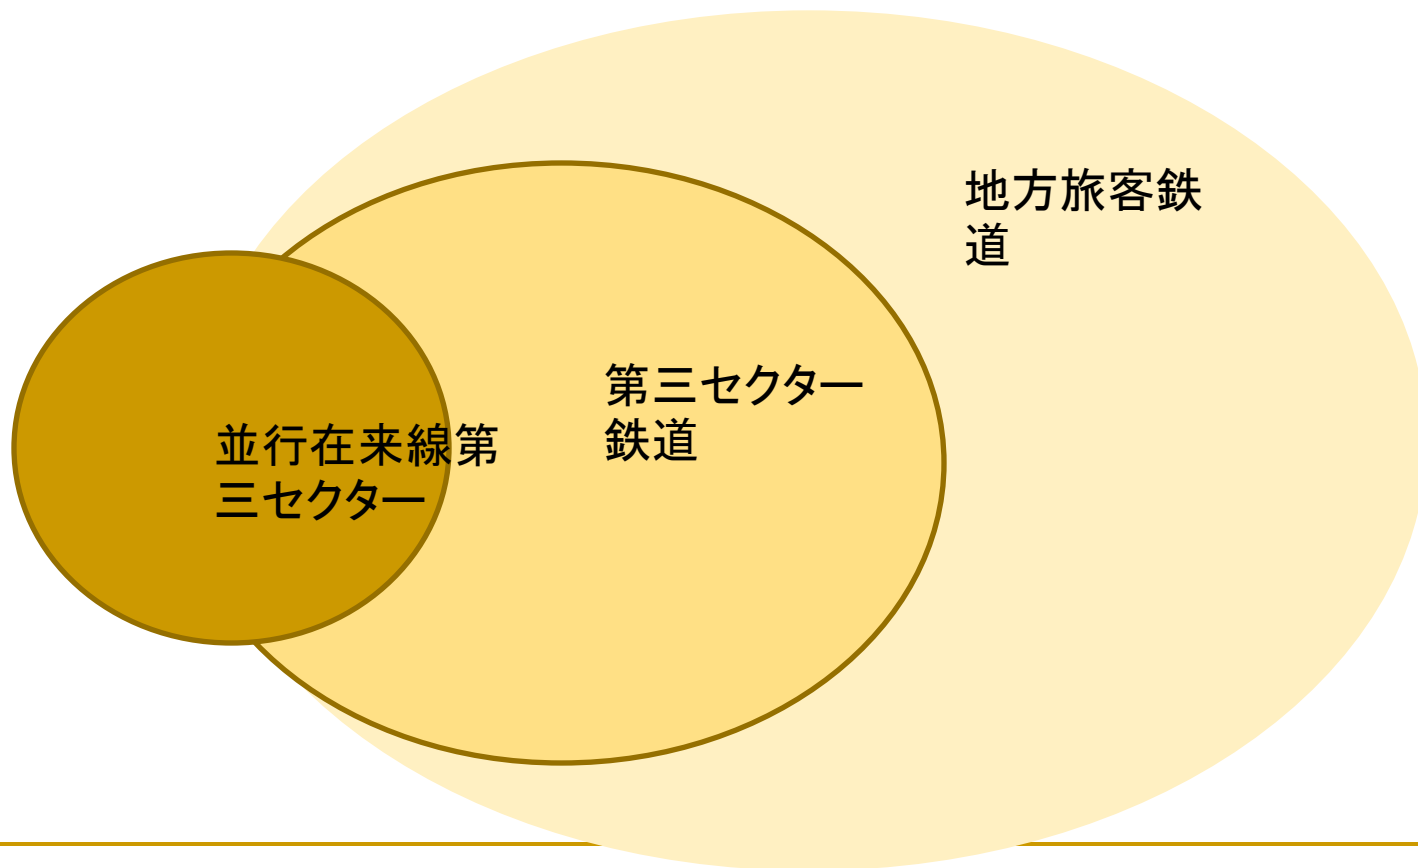 地方旅客鉄
道
第三セクター
鉄道
並行在来線第
三セクター